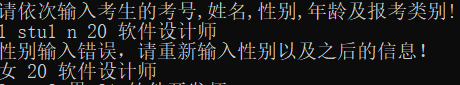 请依次输入考生的考号,姓名,性别,年龄及报考类别!
1 stu1 n 20 软件设计师
性别输入错误，请重新输入性别以及之后的信息！
女 20 软件设计师